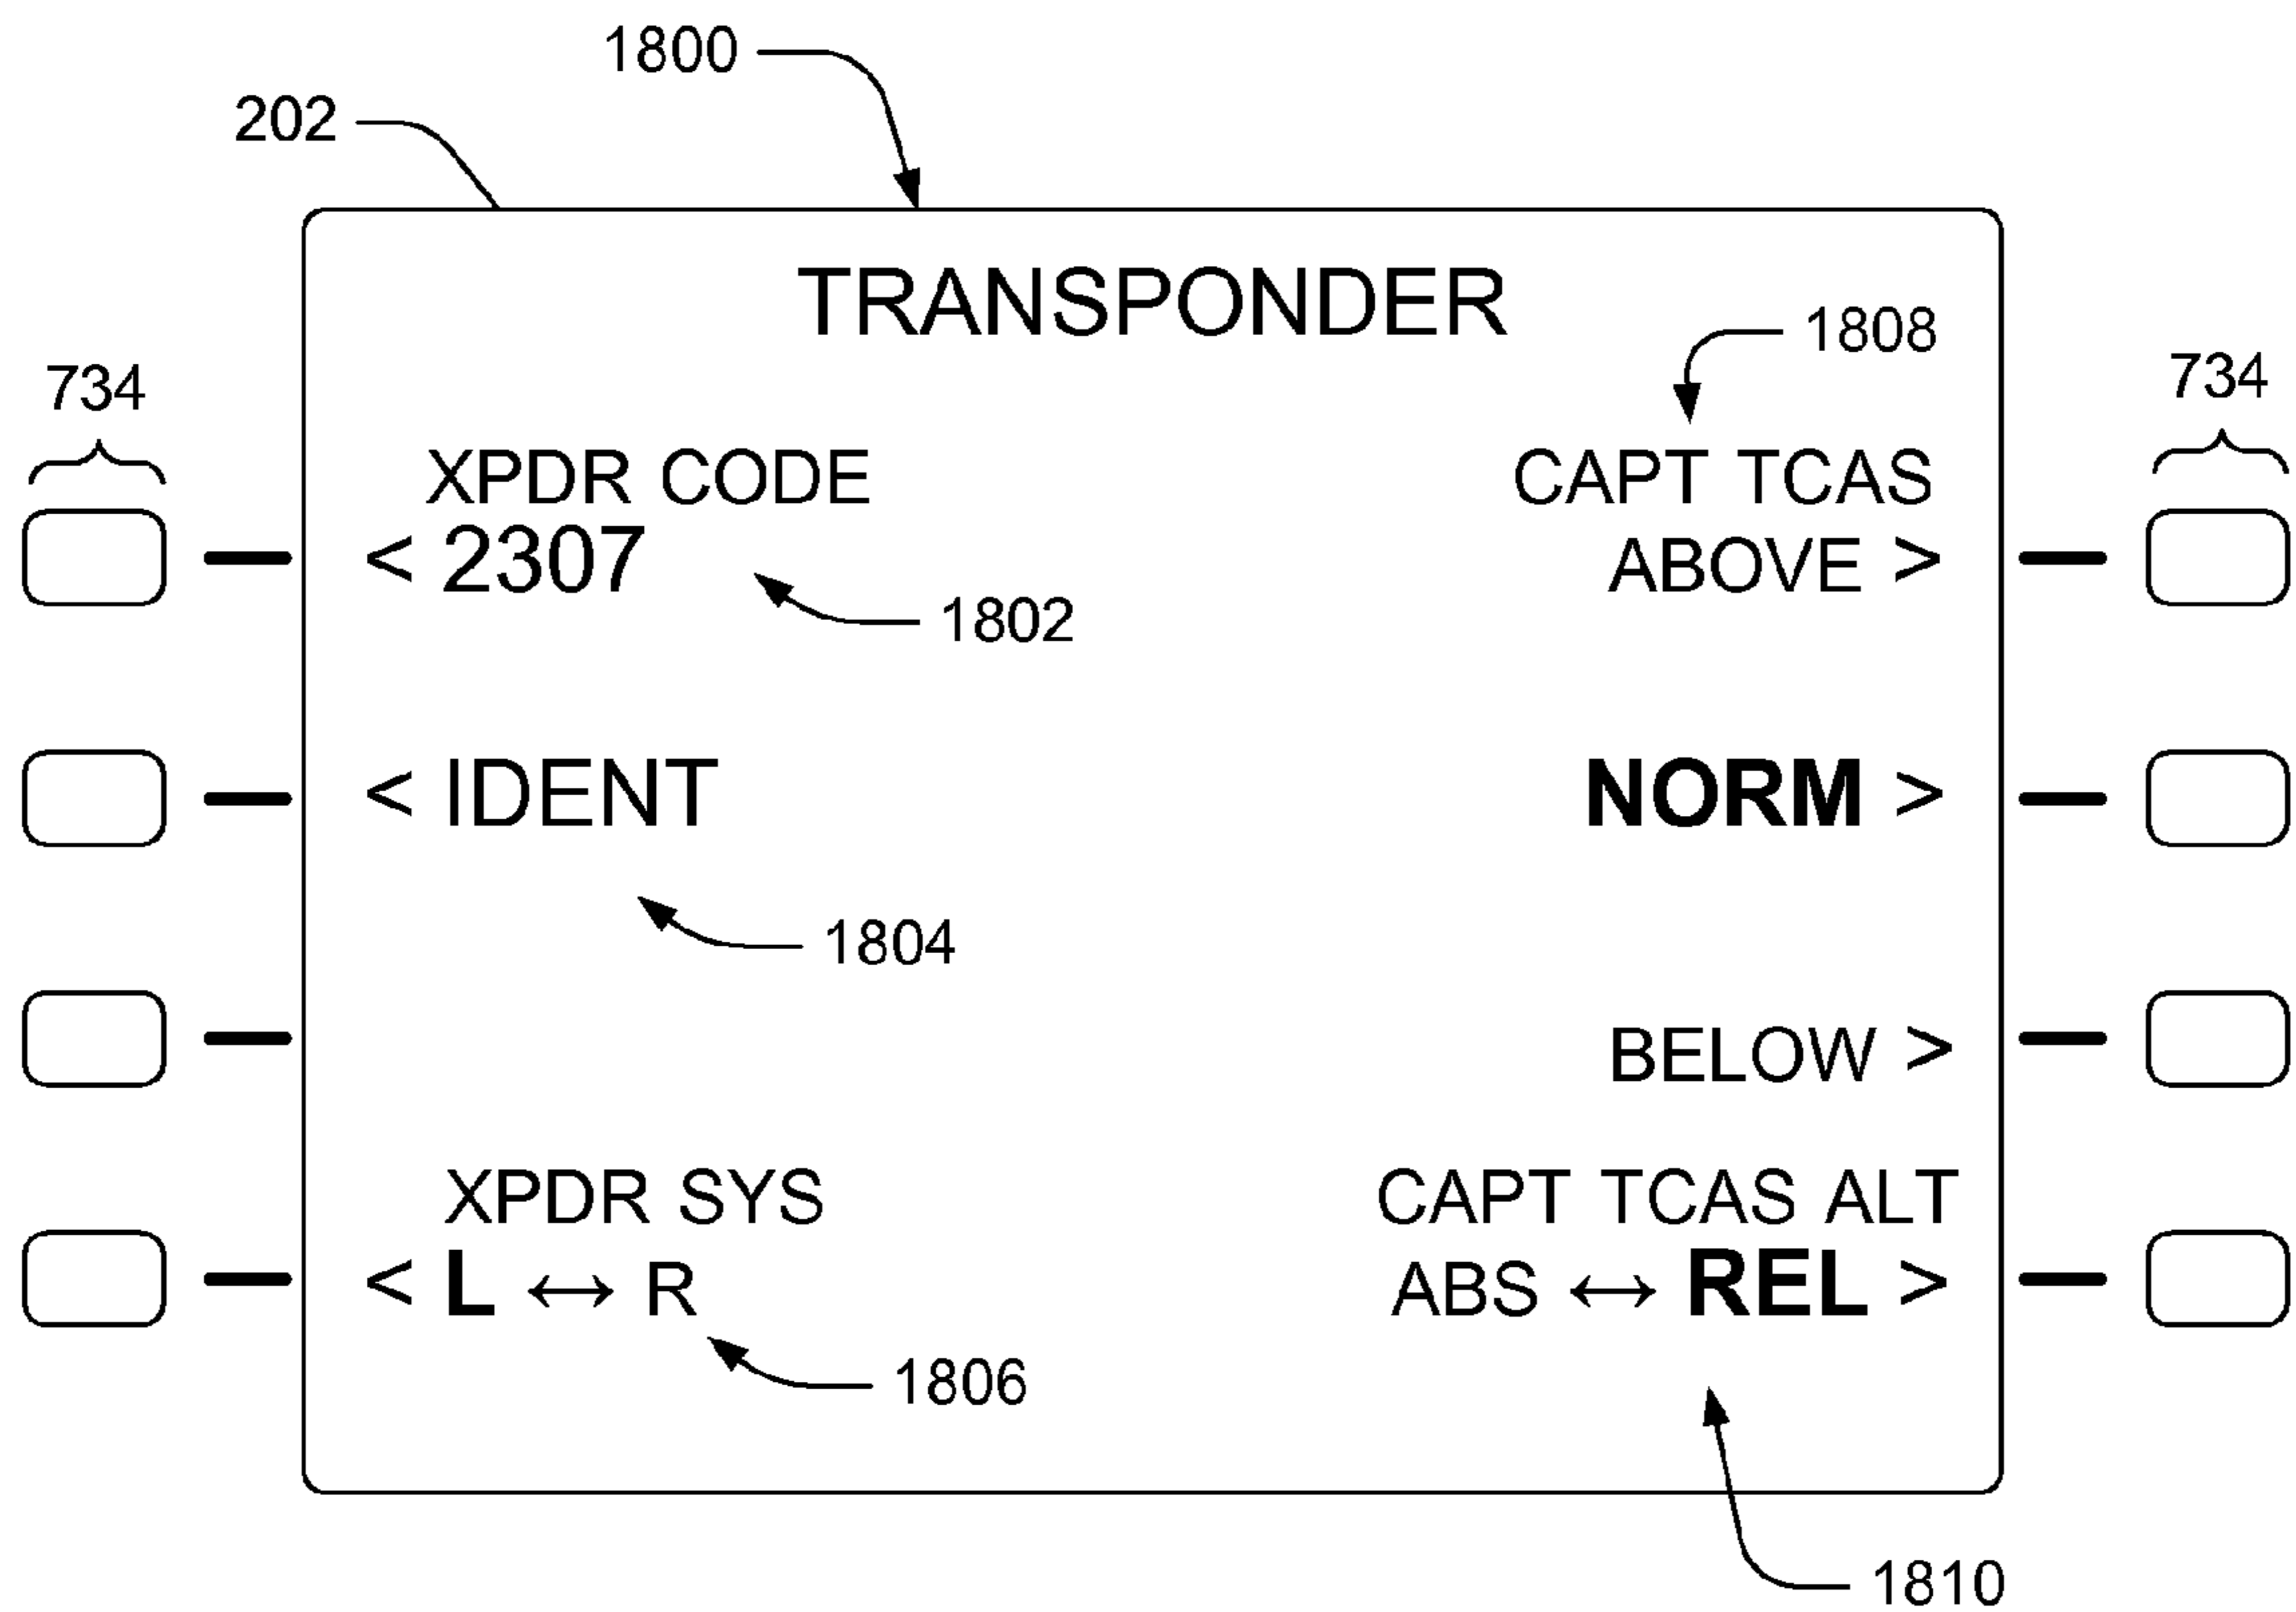 1800
202
TRANSPONDER
1808
734
734
XPDR CODE
CAPT TCAS
< 2307
ABOVE >
1802
< IDENT
NORM >
1804
BELOW >
XPDR SYS
CAPT TCAS ALT
< L ↔ R
ABS ↔ REL >
1806
1810